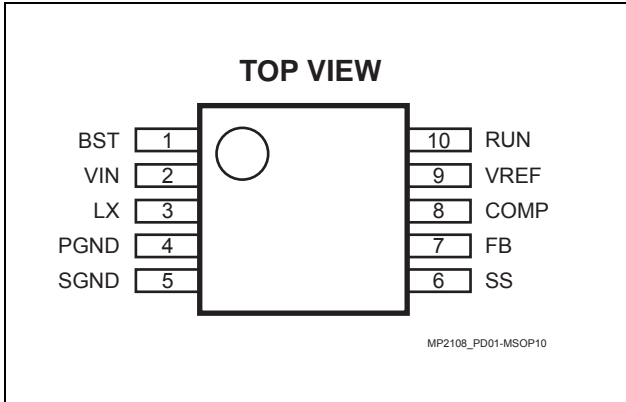 TOP VIEW
BST 1 10 RUN
VIN 2 9 VREF
LX 3 8 COMP
PGND 4 7 FB
SGND 5 6 SS
MP2108_PD01-MSOP10